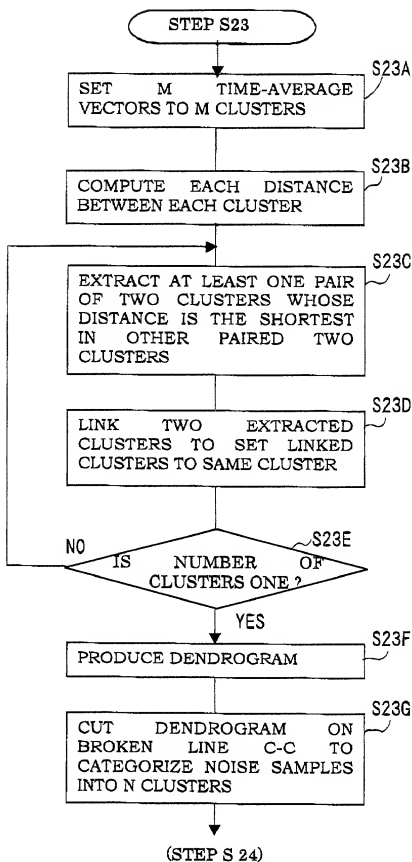 STEP S23
S23A
SET M TIME-AVERAGE
VECTORS TO M CLUSTERS
S23B
COMPUTE EACH DISTANCE
BETWEEN EACH CLUSTER
S23C
EXTRACT AT LEAST ONE PAIR
OF TWO CLUSTERS WHOSE
DISTANCE IS THE SHORTEST
IN OTHER PAIRED TWO
CLUSTERS
S23D
LINK TWO EXTRACTED
CLUSTERS TO SET LINKED
CLUSTERS TO SAME CLUSTER
S23E
NO
IS NUMBER OF
CLUSTERS ONE ?
YES
S23F
PRODUCE DENDROGRAM
S23G
CUT DENDROGRAM ON
BROKEN LINE C-C TO
CATEGORIZE NOISE SAMPLES
INTO N CLUSTERS
(STEP S 24)